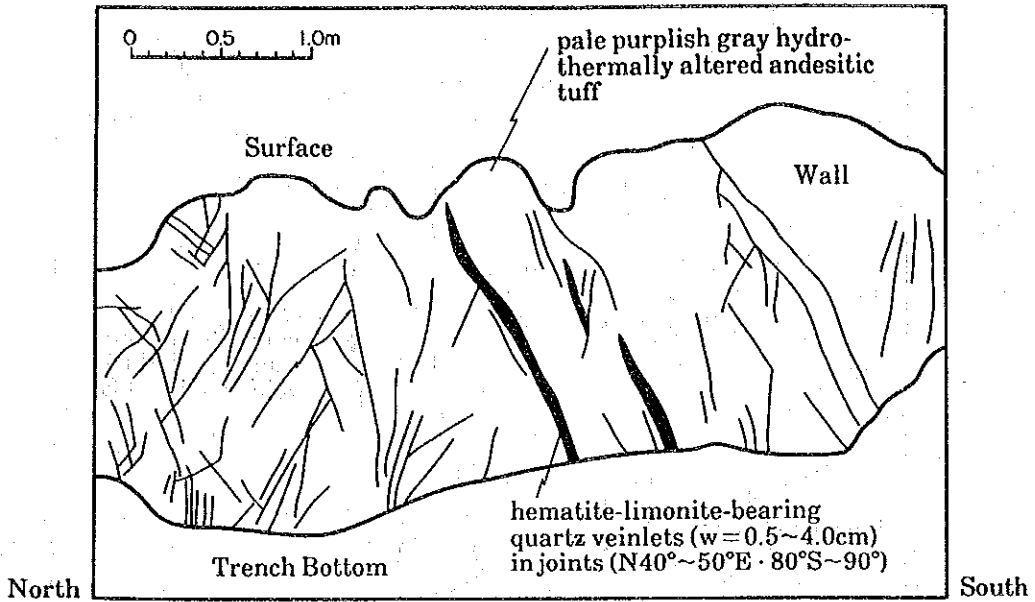 0 0.5 1.0m
pale purplish gray hydro-
thermally altered andesitic
tuff
Surface
Wall
hematite-limonite-bearing
quartz veinlets (w=0.5~4.0cm)
in joints (N40°~50°E·80°S~90°)
Trench Bottom
North
South